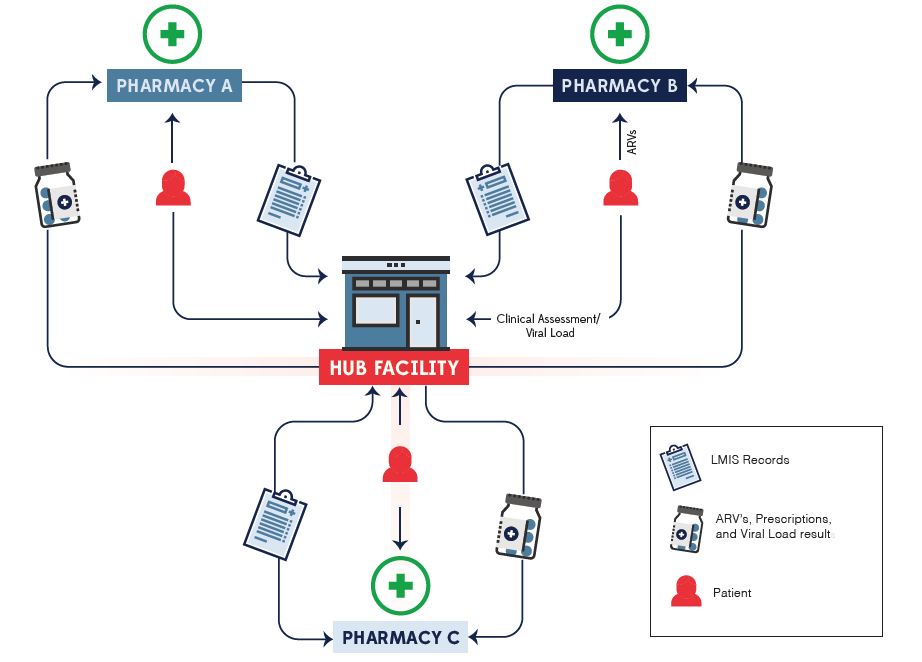 PHARMACY A
PHARMACY B
ARVs
Clinical Assessment/
Viral Load
HUB FACILITY
LMIS Records
ARV's, Prescriptions,
and Viral Load result
Patient
PHARMACY C